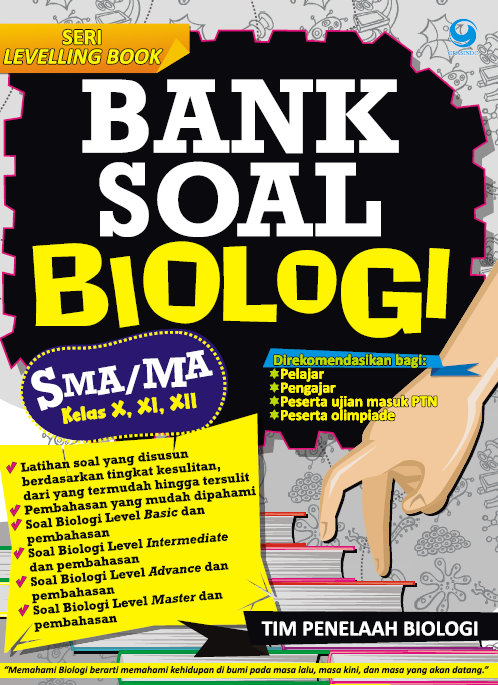 SERI
LEVELLING BOOK
GRASINDO
BANK
SOAL
BIOLOGI
SMA/MA
Kelas X, XI, XII
Direkomendasikan bagi:
Pelajar
Pengajar
Peserta ujian masuk PTN
Peserta olimpiade
Latihan soal yang disusun
berdasarkan tingkat kesulitan,
dari yang termudah hingga tersulit
Pembahasan yang mudah dipahami
Soal Biologi Level Basic dan
pembahasan
Soal Biologi Level Intermediate
dan pembahasan
Soal Biologi Level Advance dan
pembahasan
Soal Biologi Level Master dan
pembahasan
TIM PENELAAH BIOLOGI
"Memahami Biologi berarti memahami kehidupan di bumi pada masa lalu, masa kini, dan masa yang akan datang."